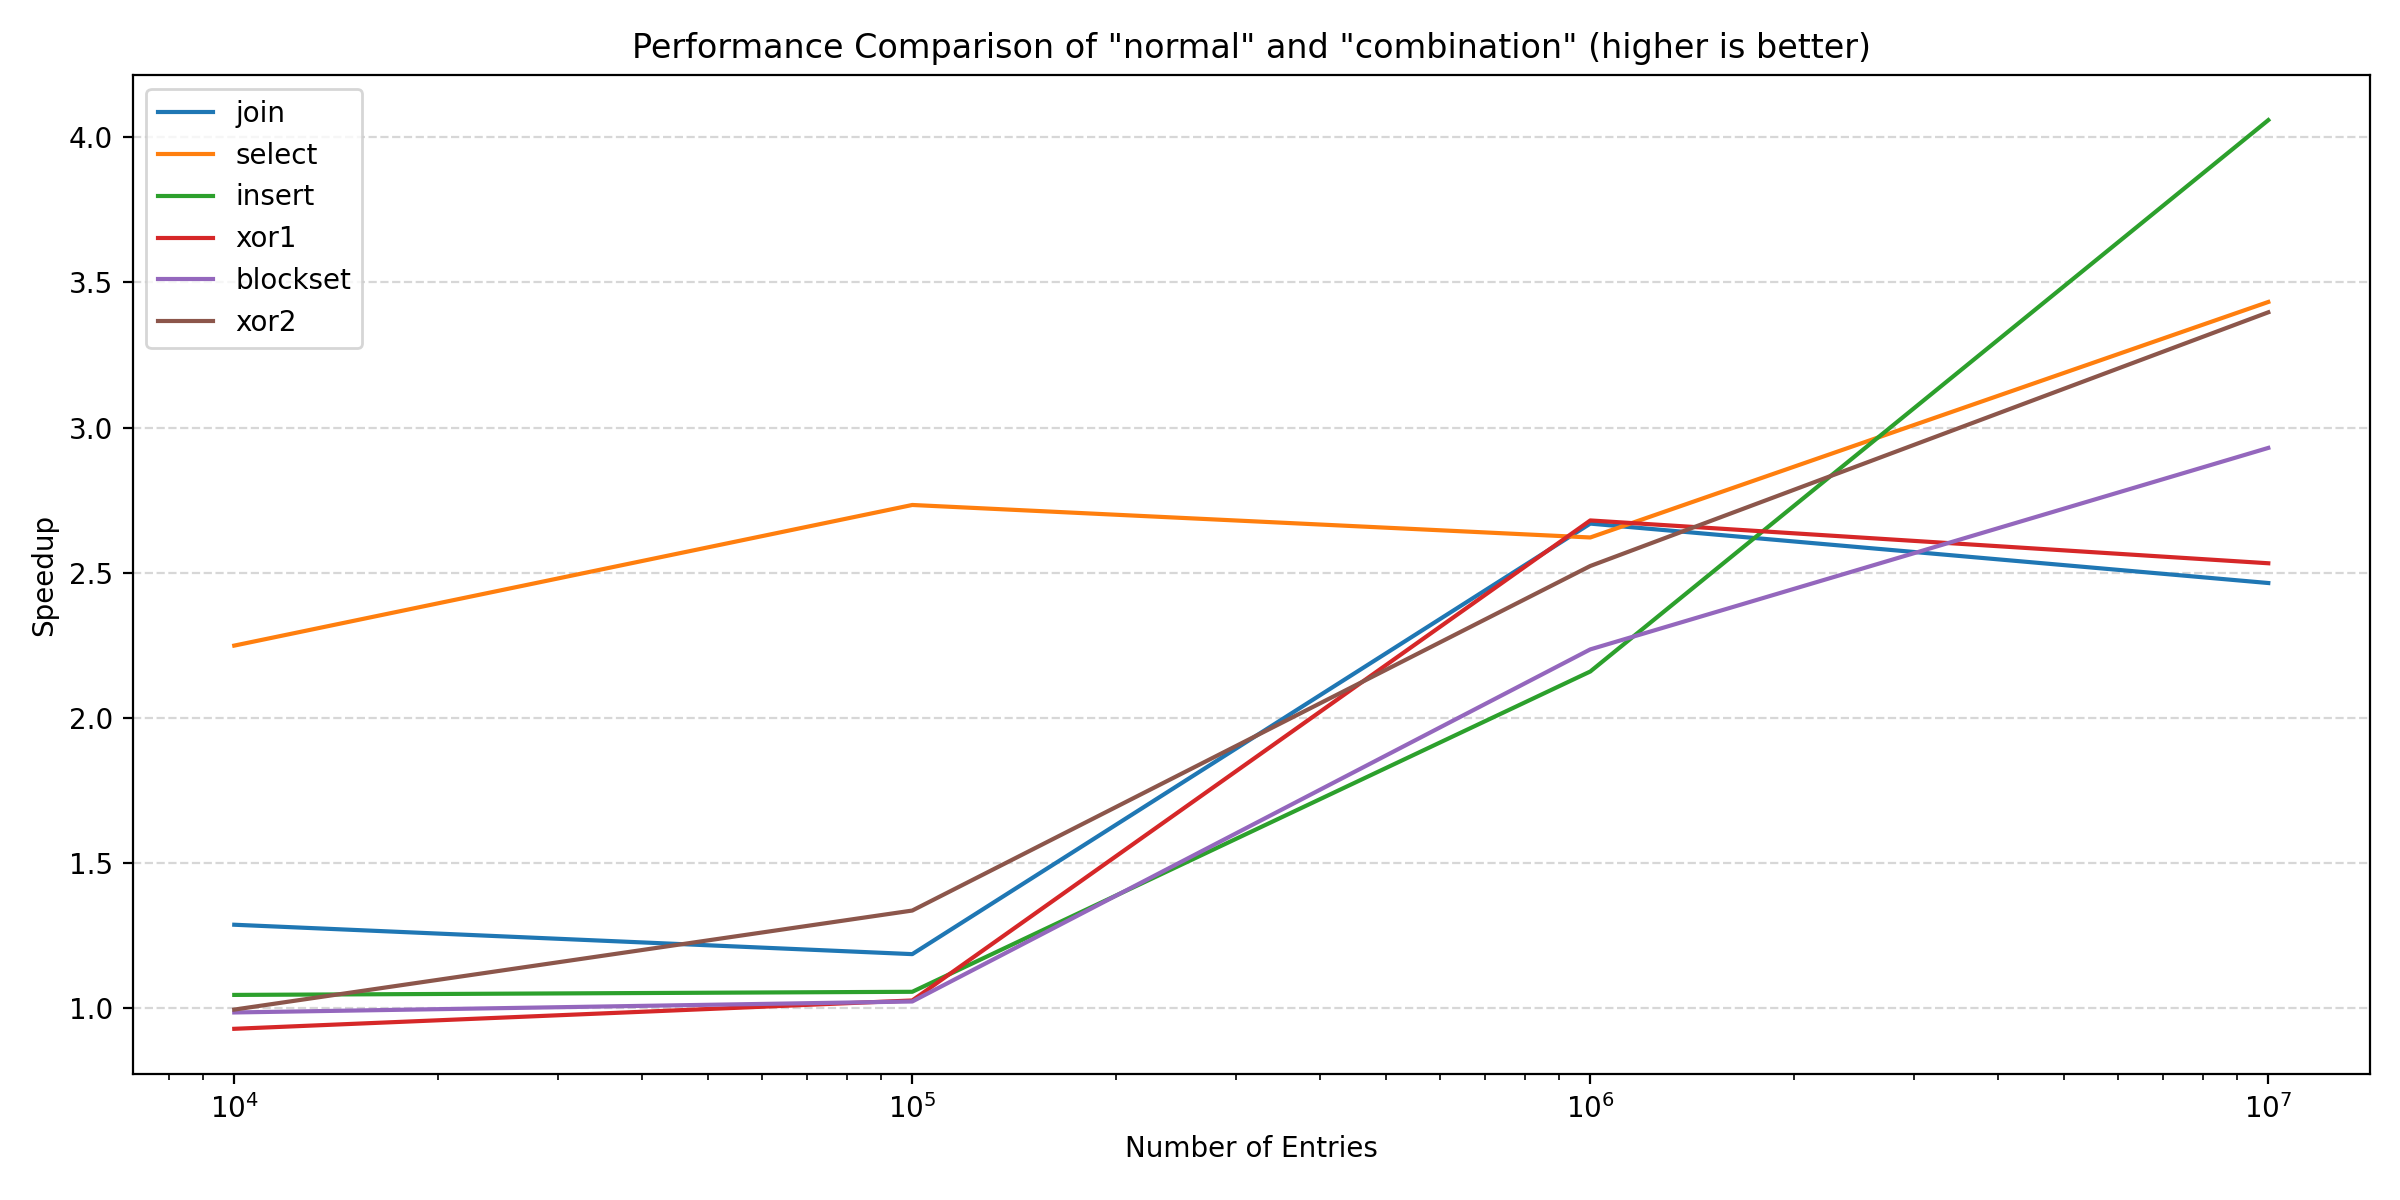 Performance Comparison of "normal" and "combination" (higher is better)
join
select
insert
xor1
blockset
xor2
4.0
3.5
3.0
2.5
2.0
1.5
1.0
Speedup
10⁴ 10⁵ 10⁶ 10⁷
Number of Entries